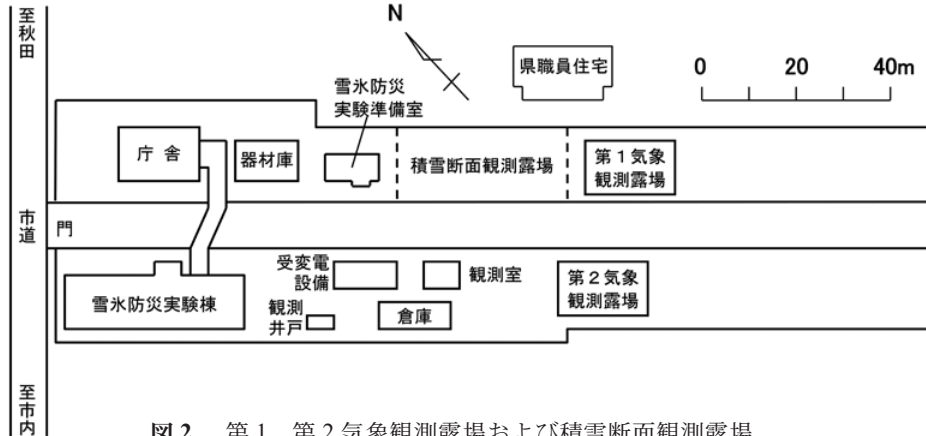 至秋田
N
県職員住宅
0 20 40m
雪氷防災
実験準備室
庁舎
器材庫
積雪断面観測露場
第1気象
観測露場
市道
門
受変電
設備
観測室
第2気象
観測露場
雪氷防災実験棟
観測
井戸
倉庫
至市内
図2 第1，第2気象観測露場および積雪断面観測露場